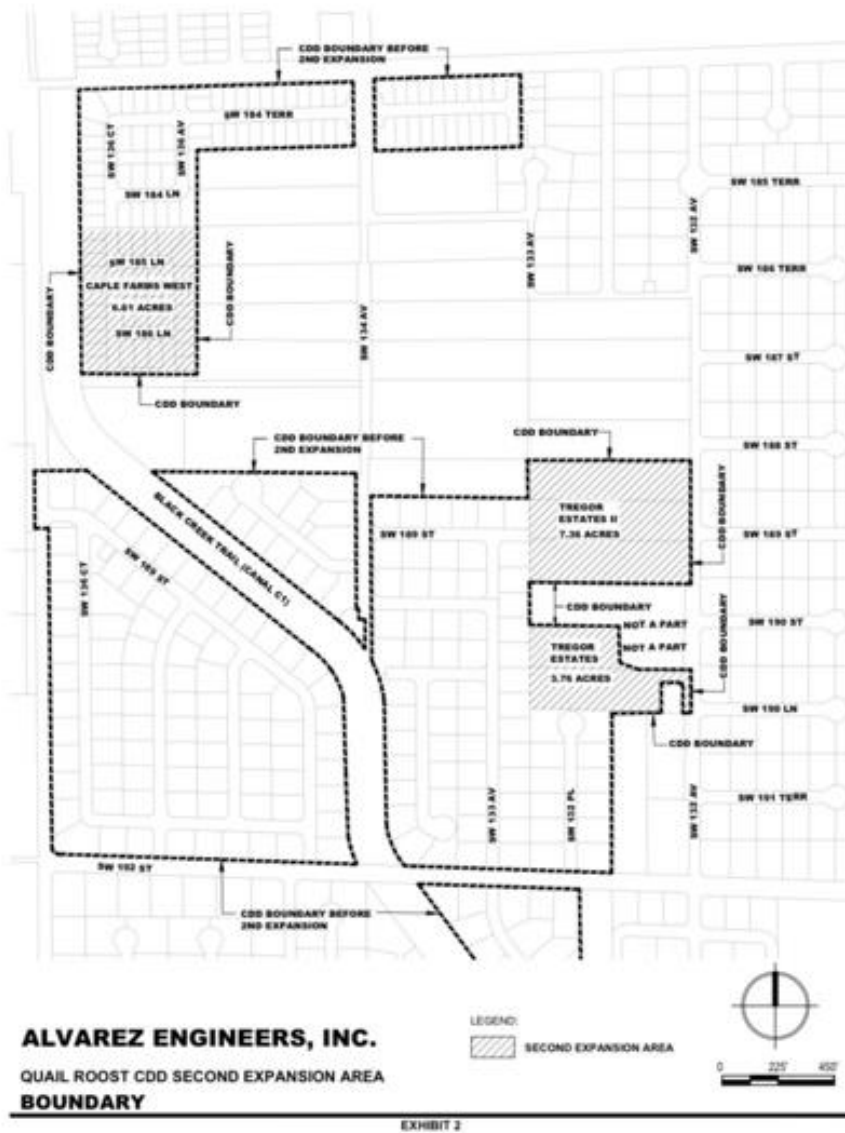 CDD BOUNDARY BEFORE
2ND EXPANSION
SW 184 TERR
SW 136 CT
SW 136 AV
SW 184 LN
SW 185 TERR
SW 132 AV
SW 185 LN
CAPLE FARMS WEST
SW 186 LN
CDD BOUNDARY
CDD BOUNDARY
SW 133 AV
SW 186 TERR
SW 134 AV
SW 187 ST
CDD BOUNDARY
CDD BOUNDARY BEFORE
2ND EXPANSION
CDD BOUNDARY
SW 188 ST
BLACK CREEK TRAIL (CANAL C1)
TREGOR
ESTATES II
7.36 ACRES
CDD BOUNDARY
SW 189 ST
SW 189 ST
SW 189 ST
SW 136 CT
CDD BOUNDARY
NOT A PART
SW 190 ST
TREGOR
ESTATES
NOT A PART
3.76 ACRES
CDD BOUNDARY
SW 190 LN
CDD BOUNDARY
SW 133 AV
SW 132 PL
SW 132 AV
SW 191 TERR
SW 192 ST
CDD BOUNDARY BEFORE
2ND EXPANSION
ALVAREZ ENGINEERS, INC.
QUAIL ROOST CDD SECOND EXPANSION AREA
BOUNDARY
LEGEND:
SECOND EXPANSION AREA
0 225' 450'
EXHIBIT 2